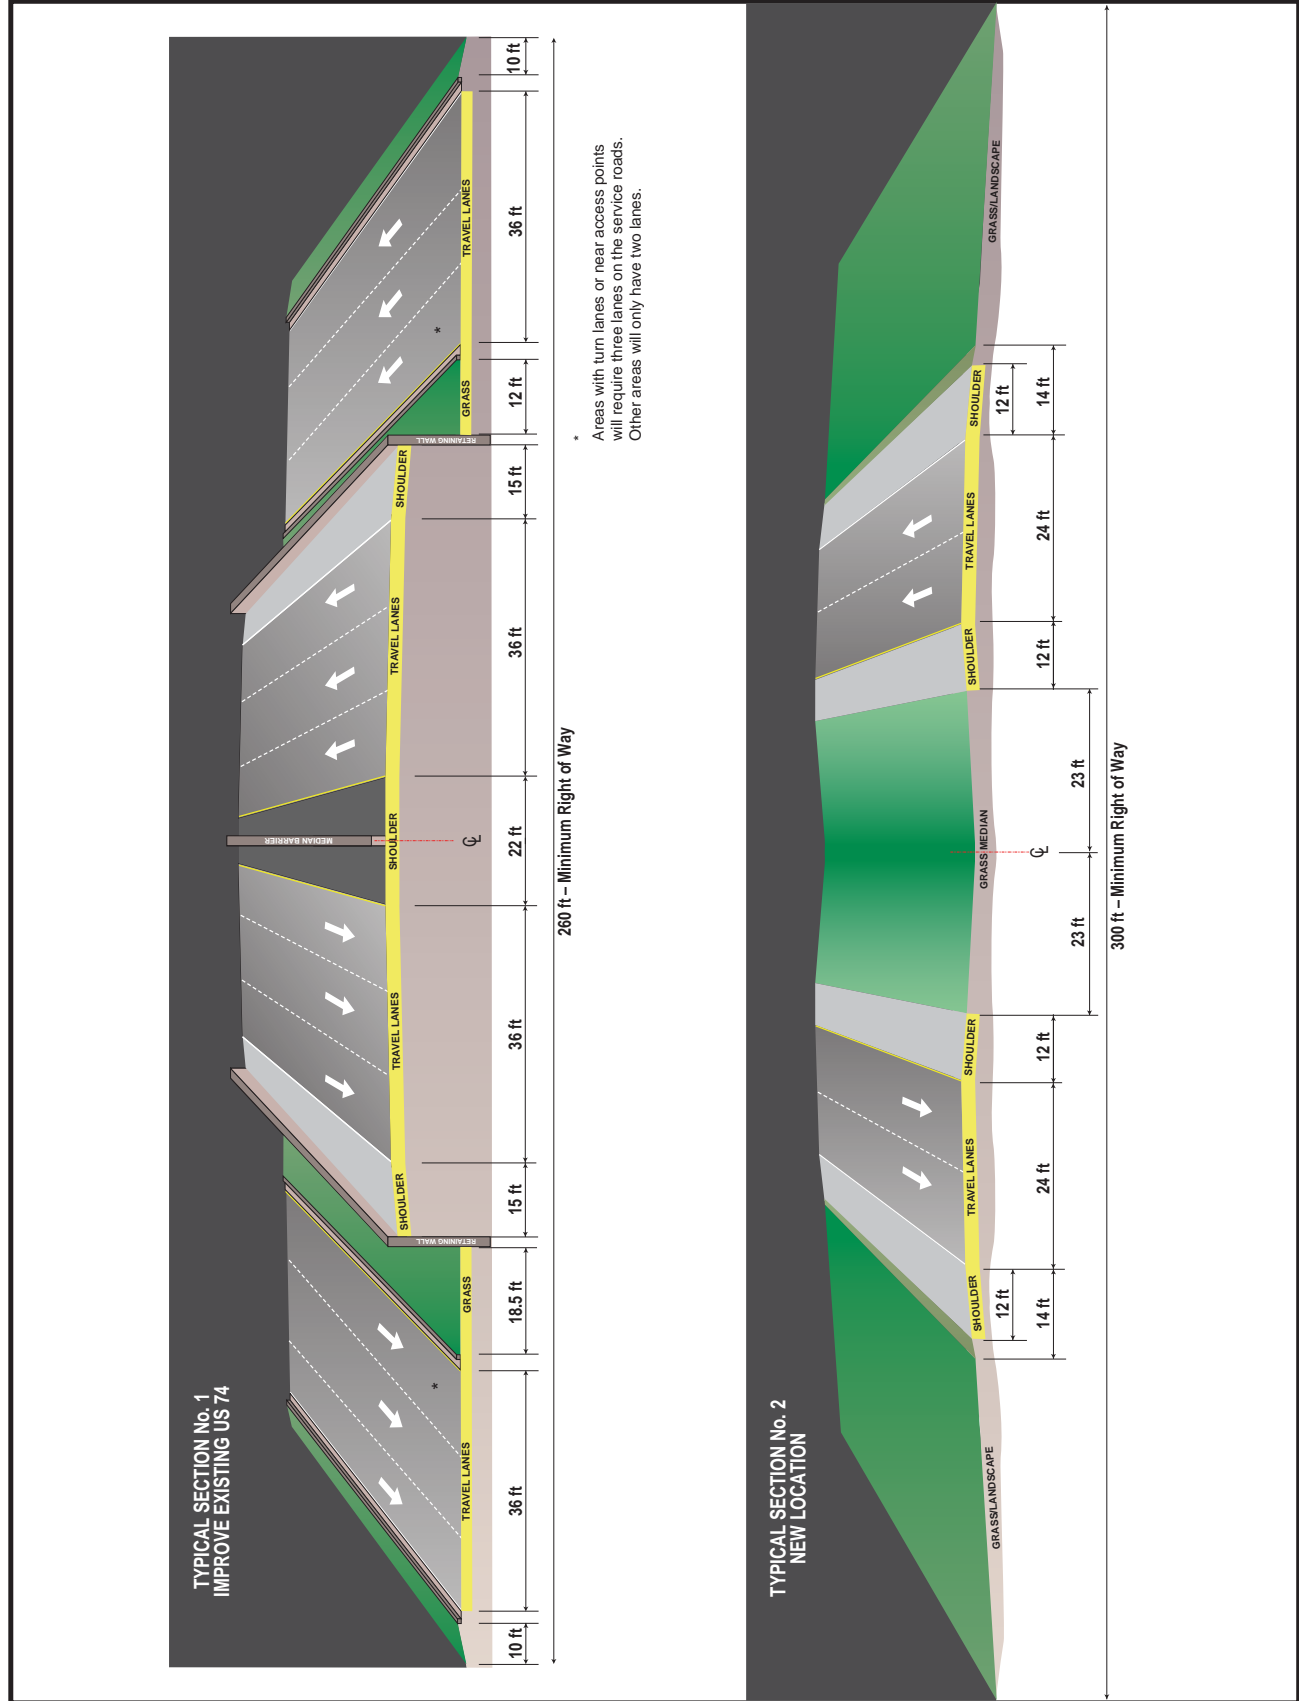 TYPICAL SECTION No. 1
IMPROVE EXISTING US 74
MEDIAN BARRIER
RETAINING WALL
RETAINING WALL
*
*
TRAVEL LANES
GRASS
SHOULDER
TRAVEL LANES
SHOULDER
TRAVEL LANES
SHOULDER
GRASS
TRAVEL LANES
CL
10 ft
36 ft
18.5 ft
15 ft
36 ft
22 ft
36 ft
15 ft
12 ft
36 ft
10 ft
260 ft – Minimum Right of Way
*
Areas with turn lanes or near access points
will require three lanes on the service roads.
Other areas will only have two lanes.
TYPICAL SECTION No. 2
NEW LOCATION
GRASS/LANDSCAPE
SHOULDER
TRAVEL LANES
SHOULDER
GRASS MEDIAN
SHOULDER
TRAVEL LANES
SHOULDER
GRASS/LANDSCAPE
12 ft
12 ft
CL
14 ft
24 ft
12 ft
12 ft
24 ft
14 ft
23 ft
23 ft
300 ft – Minimum Right of Way